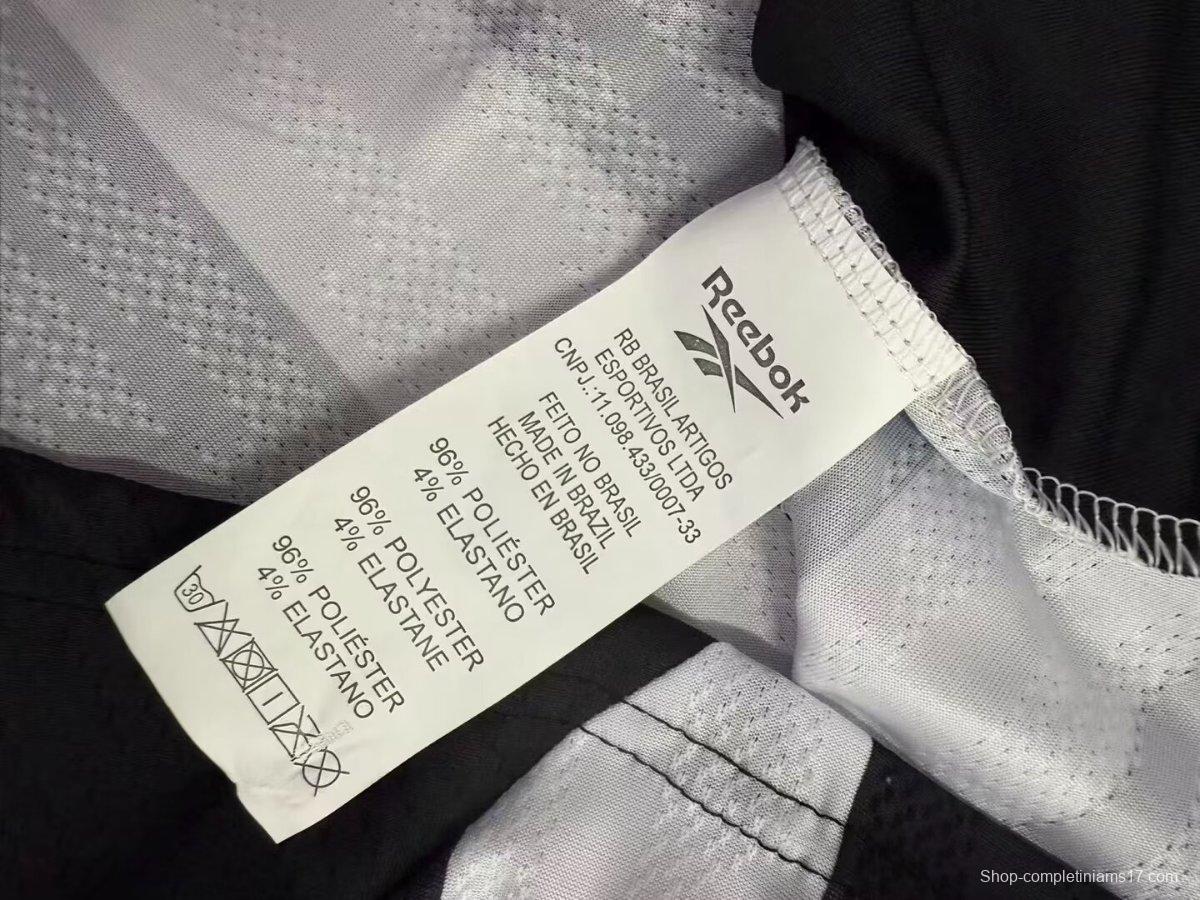 Reebok
RB BRASIL ARTIGOS
ESPORTIVOS LTDA
CNPJ.:11.098.433/0007-33
FEITO NO BRASIL
MADE IN BRAZIL
HECHO EN BRASIL
96% POLIÉSTER
4% ELASTANO
96% POLYESTER
4% ELASTANE
96% POLIÉSTER
4% ELASTANO
30
Shop-completiniams17.com